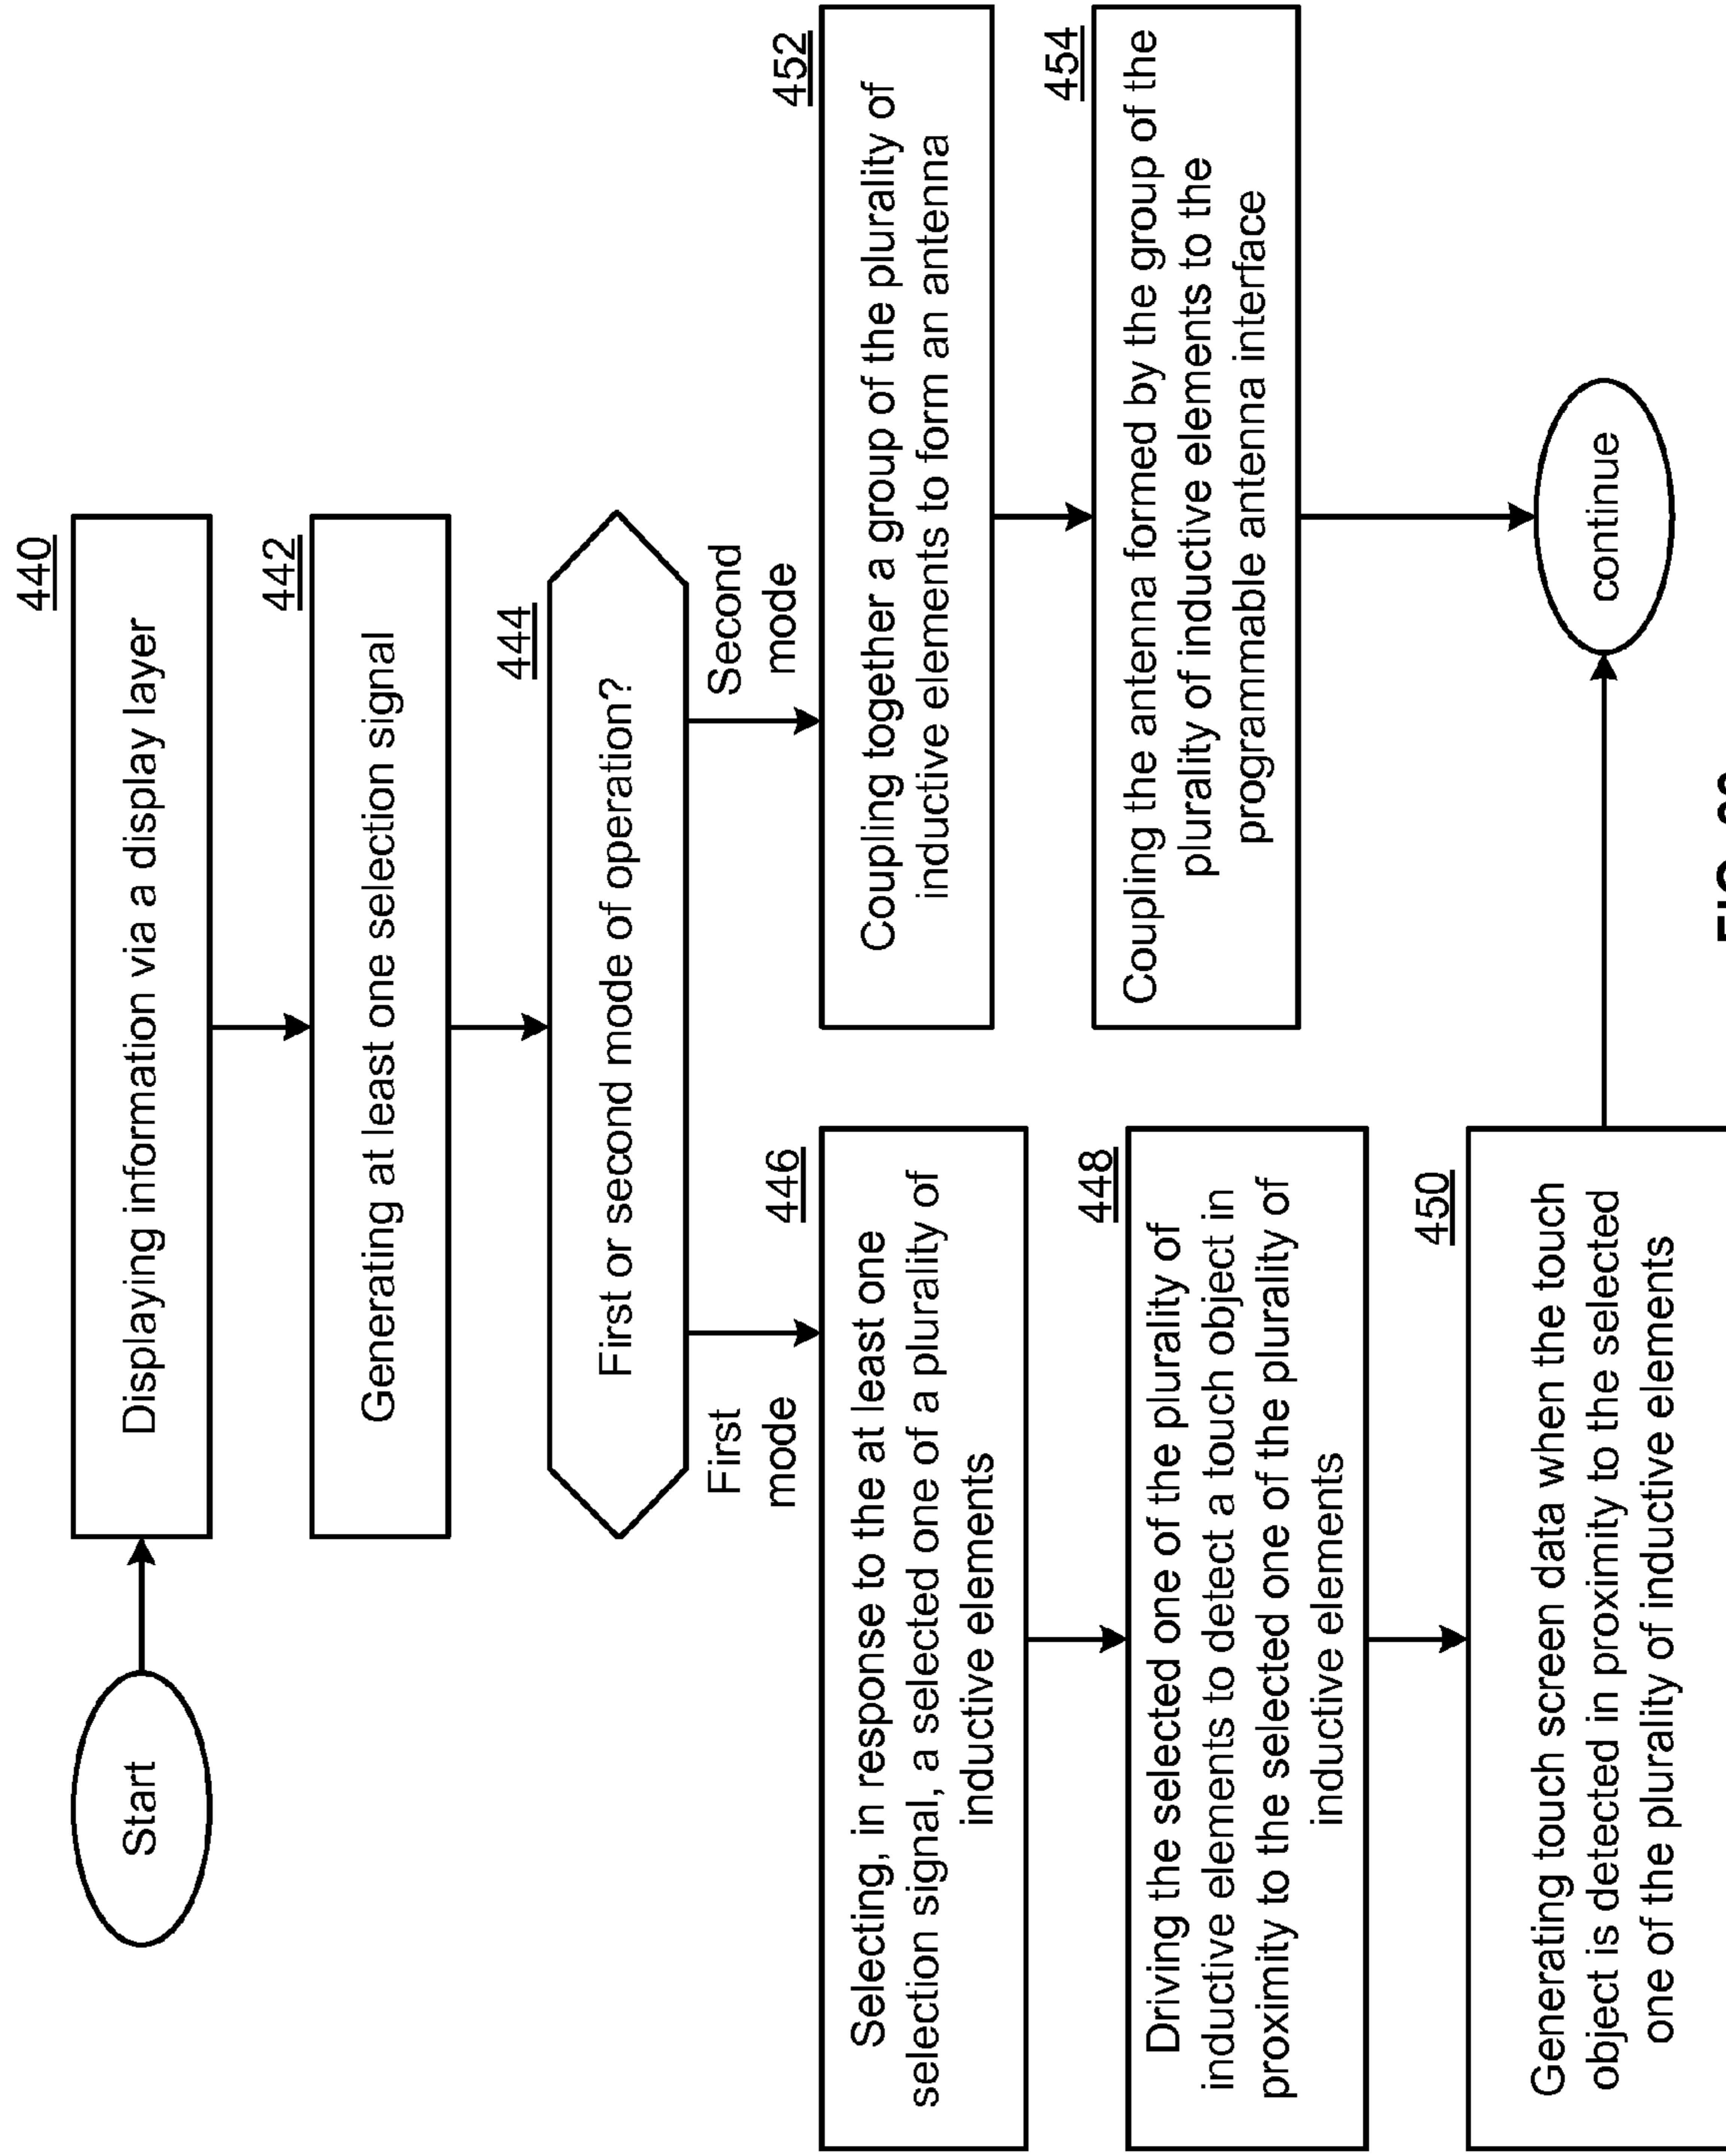 Start
440
Displaying information via a display layer
442
Generating at least one selection signal
444
First or second mode of operation?
First
mode
Second
mode
446
Selecting, in response to the at least one
selection signal, a selected one of a plurality of
inductive elements
448
Driving the selected one of the plurality of
inductive elements to detect a touch object in
proximity to the selected one of the plurality of
inductive elements
450
Generating touch screen data when the touch
object is detected in proximity to the selected
one of the plurality of inductive elements
452
Coupling together a group of the plurality of
inductive elements to form an antenna
454
Coupling the antenna formed by the group of the
plurality of inductive elements to the
programmable antenna interface
continue
FIG.